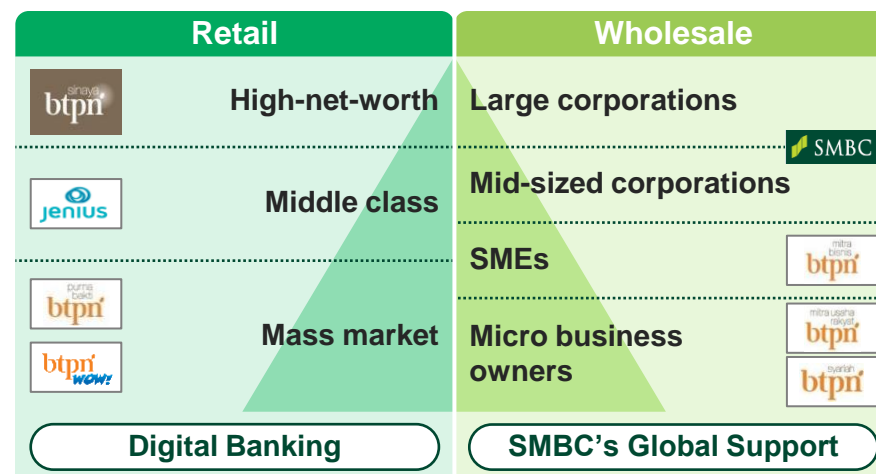 Retail
Wholesale
sinaya
btpn
High-net-worth
Large corporations
SMBC
Jenius
Middle class
Mid-sized corporations
SMEs
mitra
bisnis
btpn
purna
bakti
btpn
btpn
WOW!
Mass market
Micro business
owners
mitra usaha
rakyat
btpn
syariah
btpn
Digital Banking
SMBC's Global Support